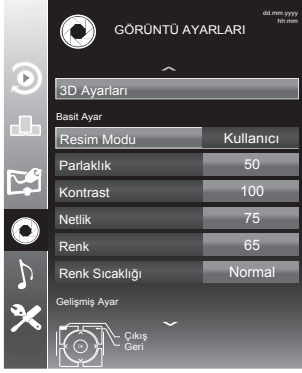 GÖRÜNTÜ AYARLARI
dd.mm.yyyy
hh:mm
3D Ayarları
Basit Ayar
Resim Modu Kullanıcı
Parlaklık 50
Kontrast 100
Netlik 75
Renk 65
Renk Sıcaklığı Normal
Gelişmiş Ayar
Çıkış
Geri
OK